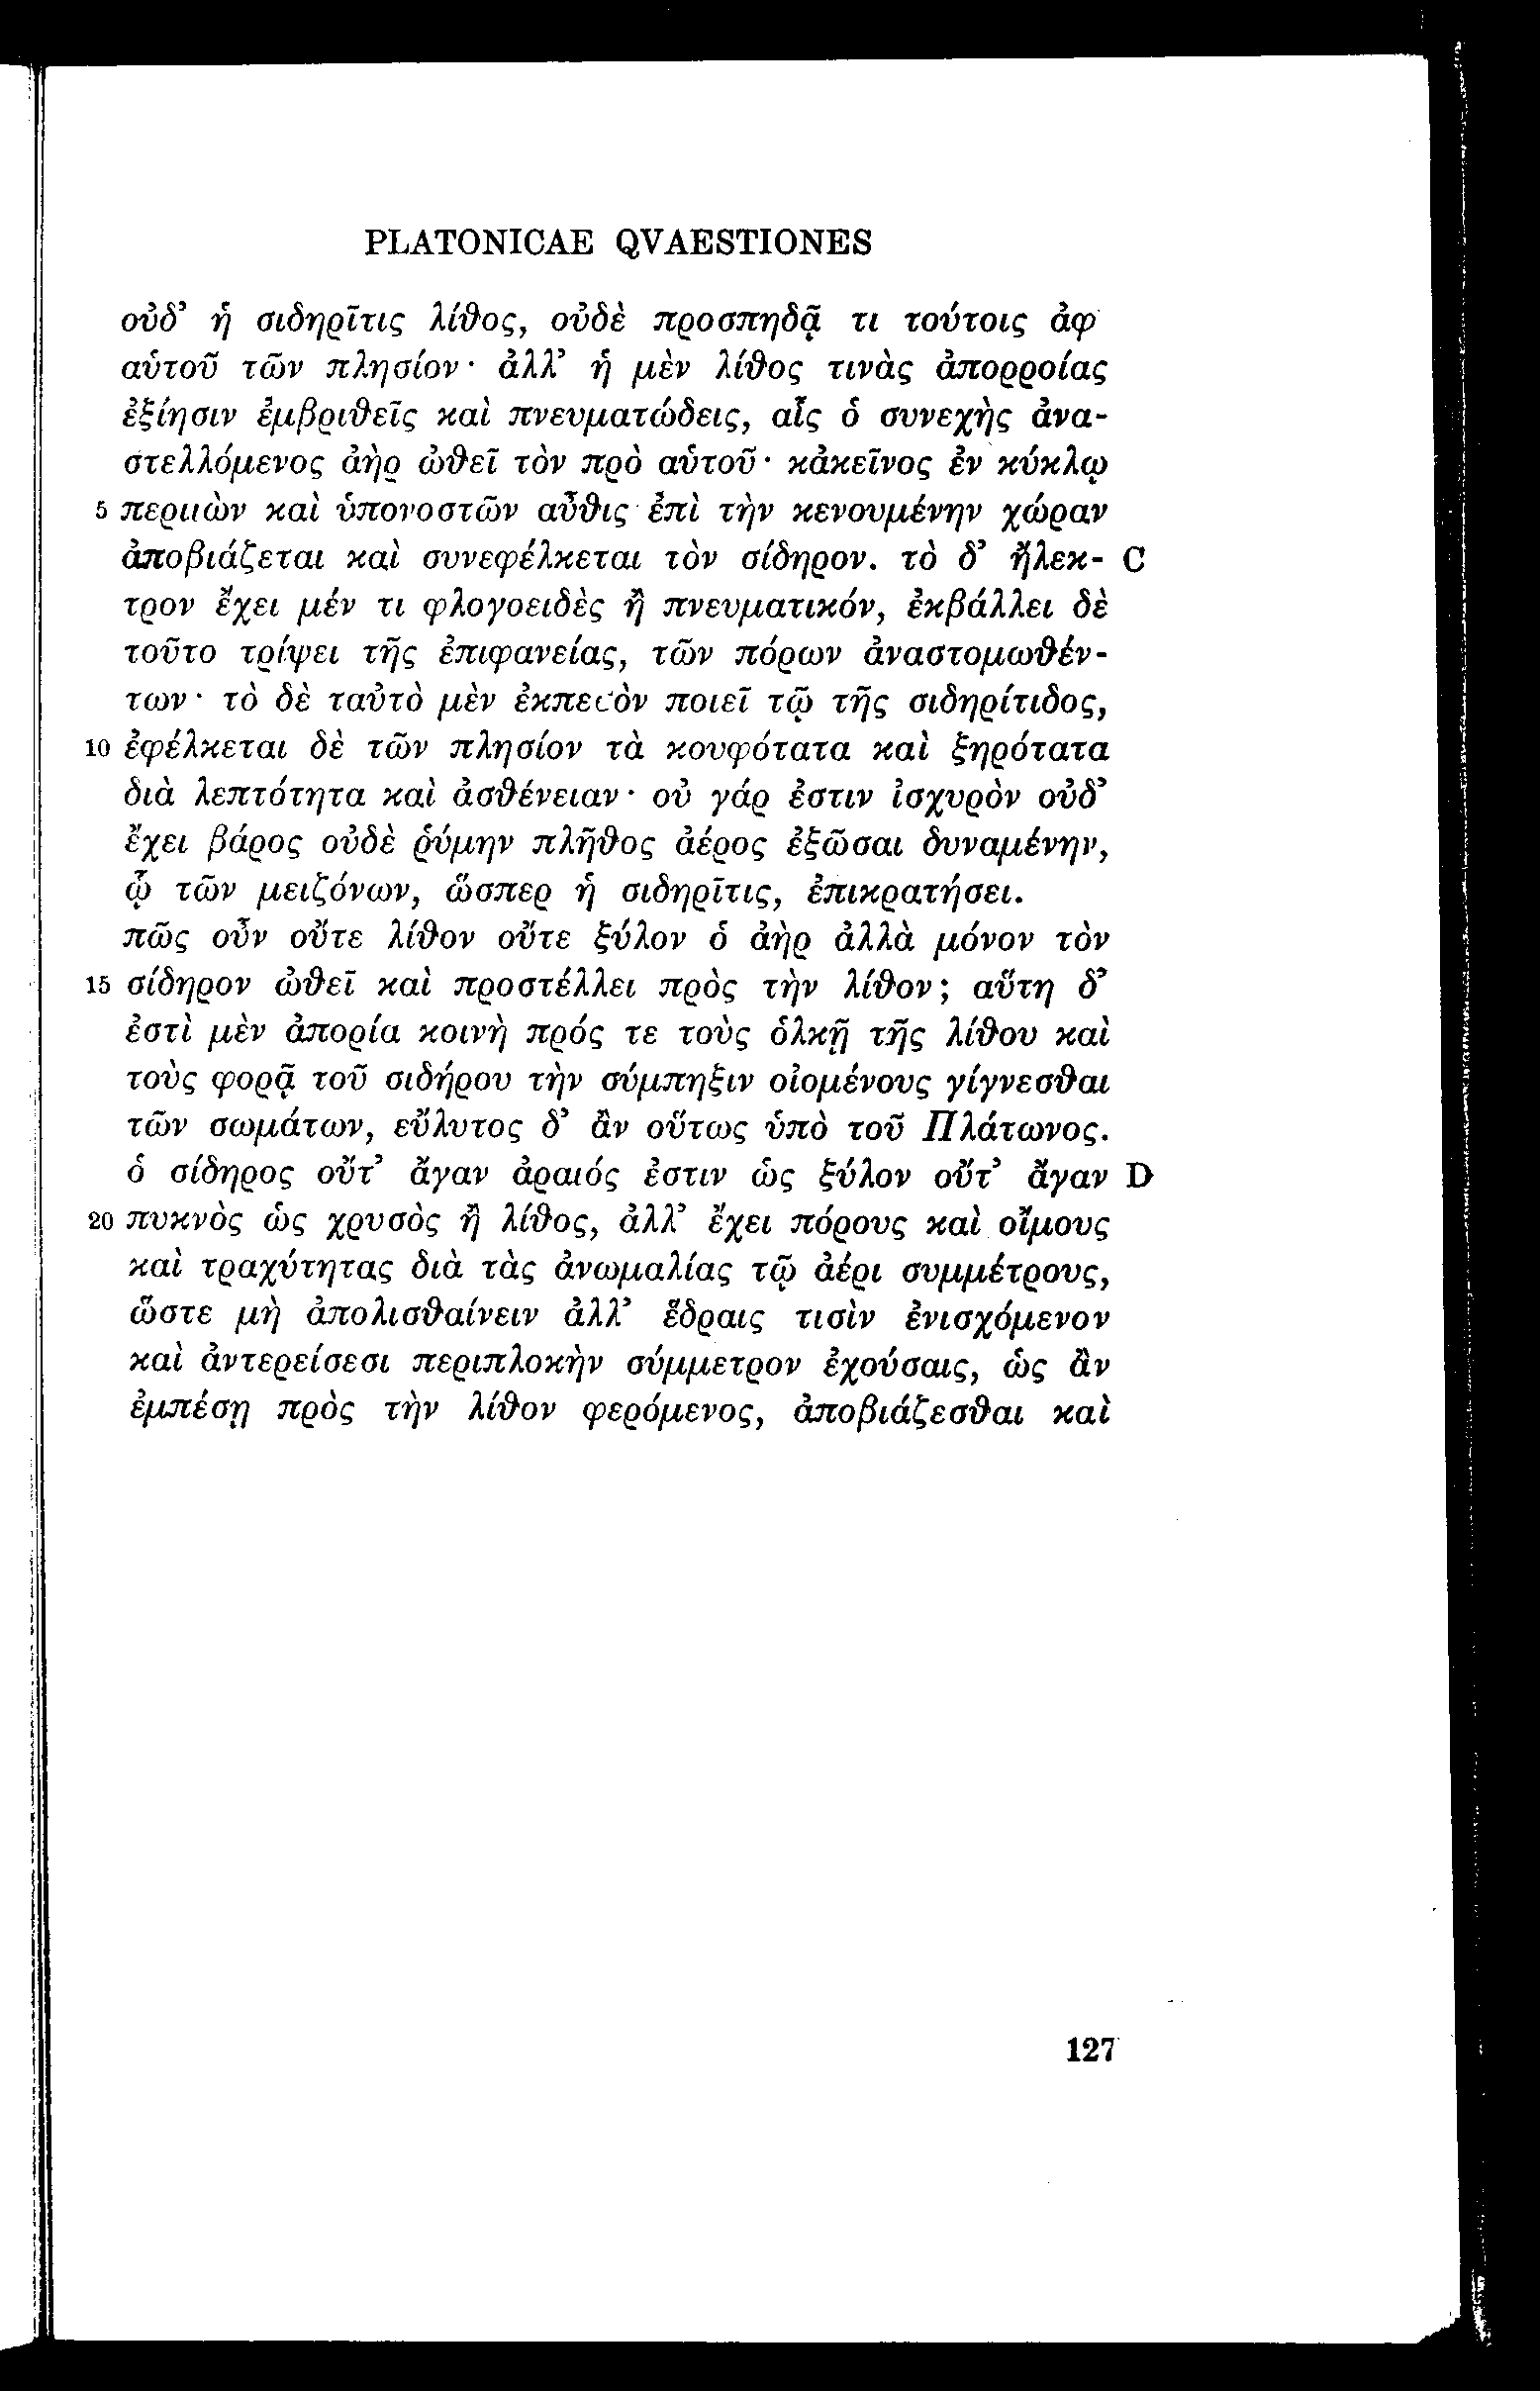 PLATONICAE QVAESTIONES
οὐδ’ ἡ σιδηρῖτις λίθος, οὐδὲ προσπηδᾷ τι τούτοις ἀφ’
αὑτοῦ τῶν πλησίον· ἀλλ’ ἡ μὲν λίθος τινὰς ἀπορροίας
ἐξίησιν ἐμβριθεῖς καὶ πνευματώδεις, αἷς ὁ συνεχὴς ἀνα-
στελλόμενος ἀὴρ ὠθεῖ τὸν πρὸ αὑτοῦ· κἀκεῖνος ἐν κύκλῳ
5 περιιὼν καὶ ὑπονοστῶν αὖθις ἐπὶ τὴν κενουμένην χώραν
ἀποβιάζεται καὶ συνεφέλκεται τὸν σίδηρον. τὸ δ’ ἤλεκ- C
τρον ἔχει μέν τι φλογοειδὲς ἢ πνευματικόν, ἐκβάλλει δὲ
τοῦτο τρίψει τῆς ἐπιφανείας, τῶν πόρων ἀναστομωθέν-
των· τὸ δὲ ταὐτὸ μὲν ἐκπεσὸν ποιεῖ τῷ τῆς σιδηρίτιδος,
10 ἐφέλκεται δὲ τῶν πλησίον τὰ κουφότατα καὶ ξηρότατα
διὰ λεπτότητα καὶ ἀσθένειαν· οὐ γάρ ἐστιν ἰσχυρὸν οὐδ’
ἔχει βάρος οὐδὲ ῥύμην πλῆθος ἀέρος ἐξῶσαι δυναμένην,
ᾧ τῶν μειζόνων, ὥσπερ ἡ σιδηρῖτις, ἐπικρατήσει.
πῶς οὖν οὔτε λίθον οὔτε ξύλον ὁ ἀὴρ ἀλλὰ μόνον τὸν
15 σίδηρον ὠθεῖ καὶ προστέλλει πρὸς τὴν λίθον; αὕτη δ’
ἐστὶ μὲν ἀπορία κοινὴ πρός τε τοὺς ὁλκῇ τῆς λίθου καὶ
τοὺς φορᾷ τοῦ σιδήρου τὴν σύμπηξιν οἰομένους γίγνεσθαι
τῶν σωμάτων, εὔλυτος δ’ ἂν οὕτως ὑπὸ τοῦ Πλάτωνος.
ὁ σίδηρος οὔτ’ ἄγαν ἀραιός ἐστιν ὡς ξύλον οὔτ’ ἄγαν D
20 πυκνὸς ὡς χρυσὸς ἢ λίθος, ἀλλ’ ἔχει πόρους καὶ οἴμους
καὶ τραχύτητας διὰ τὰς ἀνωμαλίας τῷ ἀέρι συμμέτρους,
ὥστε μὴ ἀπολισθαίνειν ἀλλ’ ἕδραις τισὶν ἐνισχόμενον
καὶ ἀντερείσεσι περιπλοκὴν σύμμετρον ἐχούσαις, ὡς ἂν
ἐμπέσῃ πρὸς τὴν λίθον φερόμενος, ἀποβιάζεσθαι καὶ
127